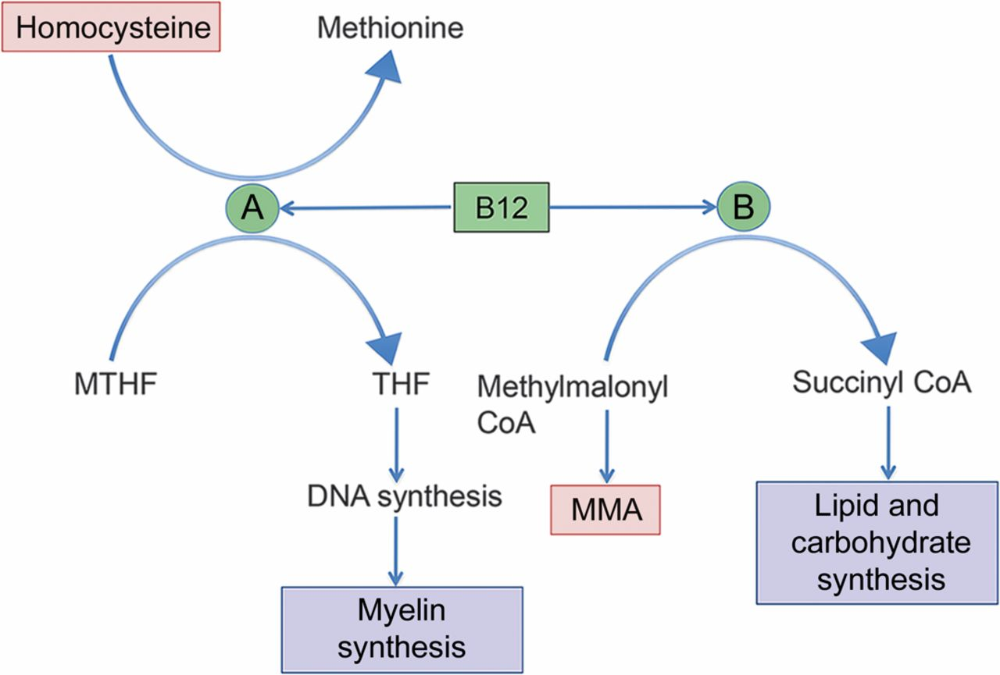 Homocysteine
Methionine
A
B12
B
MTHF
THF
Methylmalonyl
CoA
Succinyl CoA
DNA synthesis
MMA
Lipid and
carbohydrate
synthesis
Myelin
synthesis